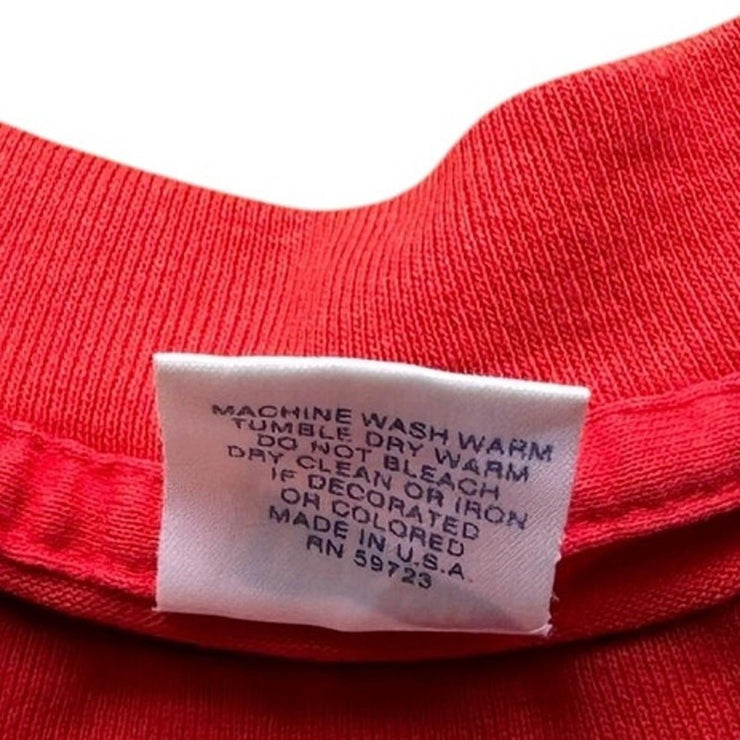 MACHINE WASH WARM
TUMBLE DRY WARM
DO NOT BLEACH
DRY CLEAN OR IRON
IF DECORATED
OR COLORED
MADE IN U.S.A.
RN 59723